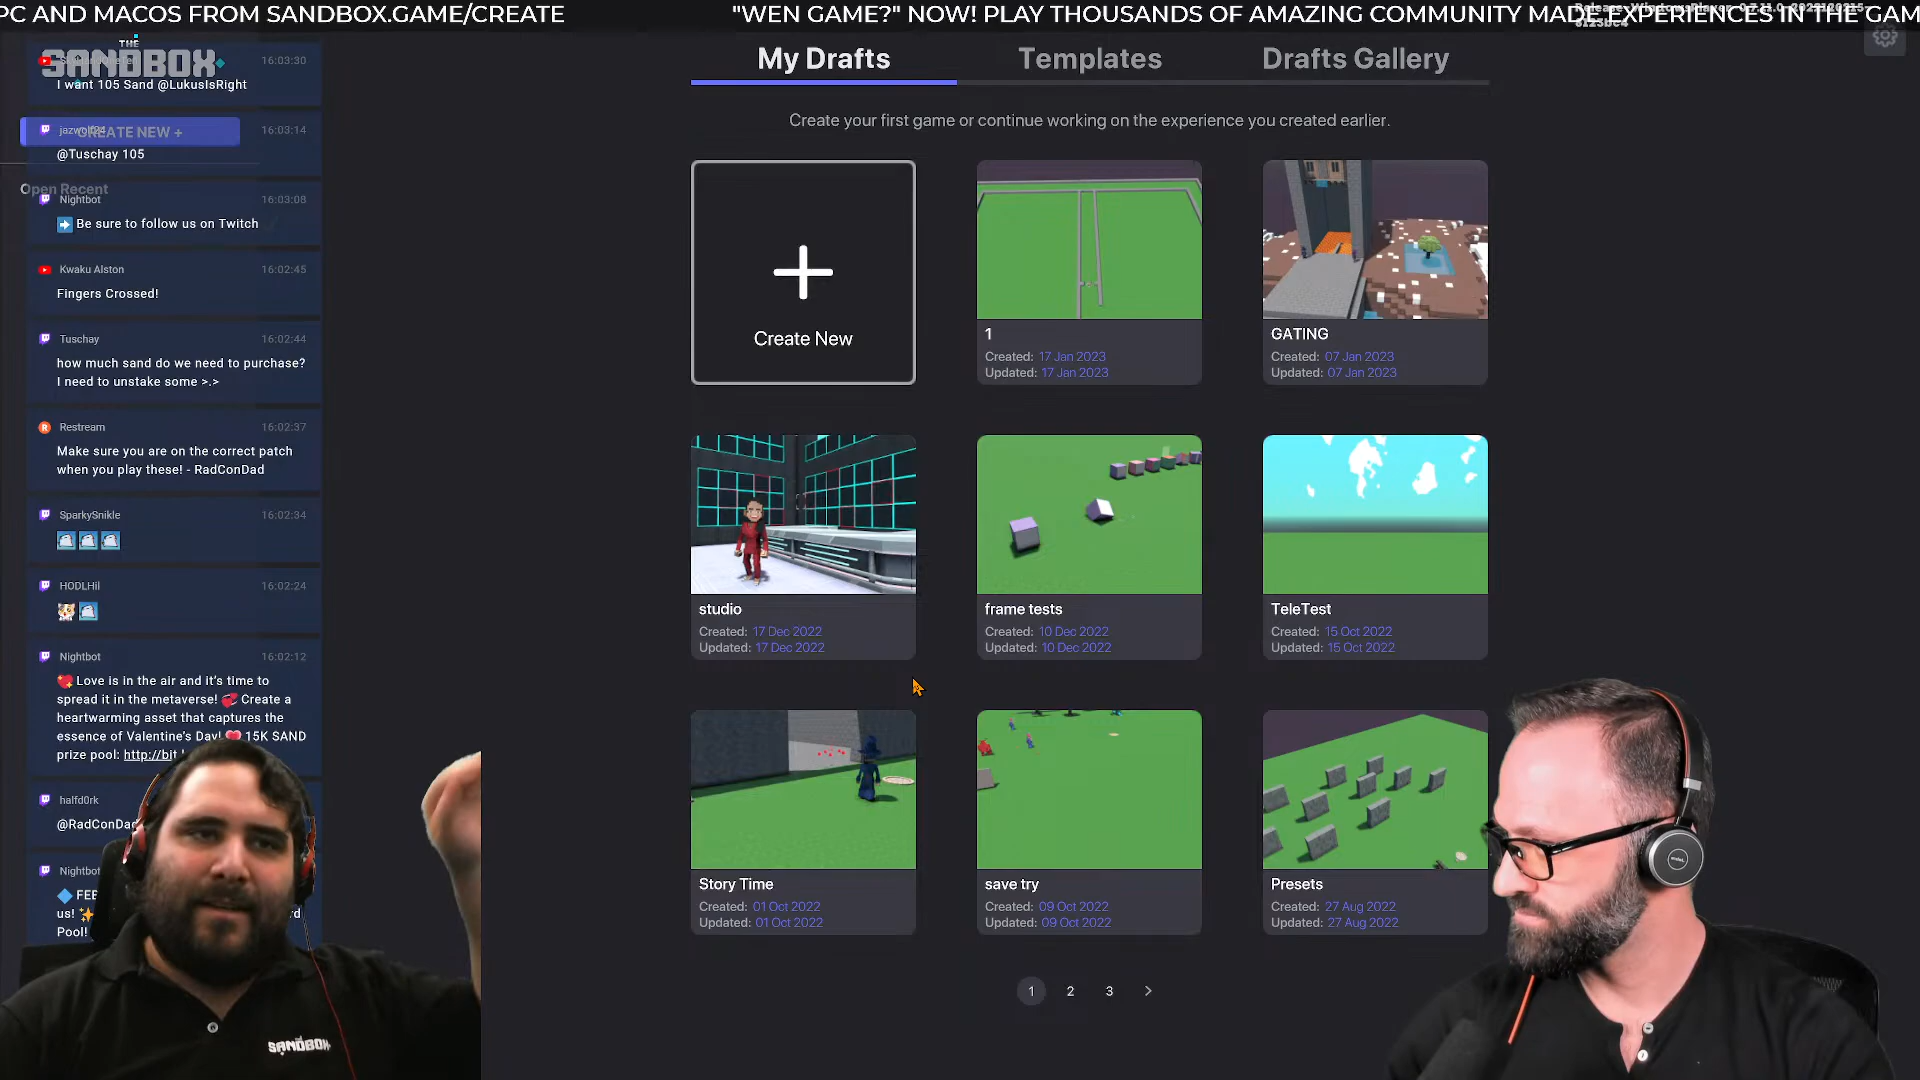 PC AND MACOS FROM SANDBOX.GAME/CREATE
"WEN GAME?" NOW! PLAY THOUSANDS OF AMAZING COMMUNITY MADE EXPERIENCES IN THE GAM
THE
SANDBOX
16:03:30
I want 105 Sand @LukusIsRight
CREATE NEW +
16:03:14
@Tuschay 105
Open Recent
Nightbot 16:03:08
Be sure to follow us on Twitch
Kwaku Alston 16:02:45
Fingers Crossed!
Tuschay 16:02:44
how much sand do we need to purchase?
I need to unstake some >.>
Restream 16:02:37
Make sure you are on the correct patch
when you play these! - RadConDad
SparkySnikle 16:02:34
HODLHil 16:02:24
Nightbot 16:02:12
Love is in the air and it's time to
spread it in the metaverse! Create a
heartwarming asset that captures the
essence of Valentine's Day! 15K SAND
prize pool: http://bit
halfd0rk
@RadConDad
Nightbot
FEB
us!
Pool!
SANDBOX
My Drafts
Templates
Drafts Gallery
Create your first game or continue working on the experience you created earlier.
Create New
1
Created: 17 Jan 2023
Updated: 17 Jan 2023
GATING
Created: 07 Jan 2023
Updated: 07 Jan 2023
studio
Created: 17 Dec 2022
Updated: 17 Dec 2022
frame tests
Created: 10 Dec 2022
Updated: 10 Dec 2022
TeleTest
Created: 15 Oct 2022
Updated: 15 Oct 2022
Story Time
Created: 01 Oct 2022
Updated: 01 Oct 2022
save try
Created: 09 Oct 2022
Updated: 09 Oct 2022
Presets
Created: 27 Aug 2022
Updated: 27 Aug 2022
1 2 3 >